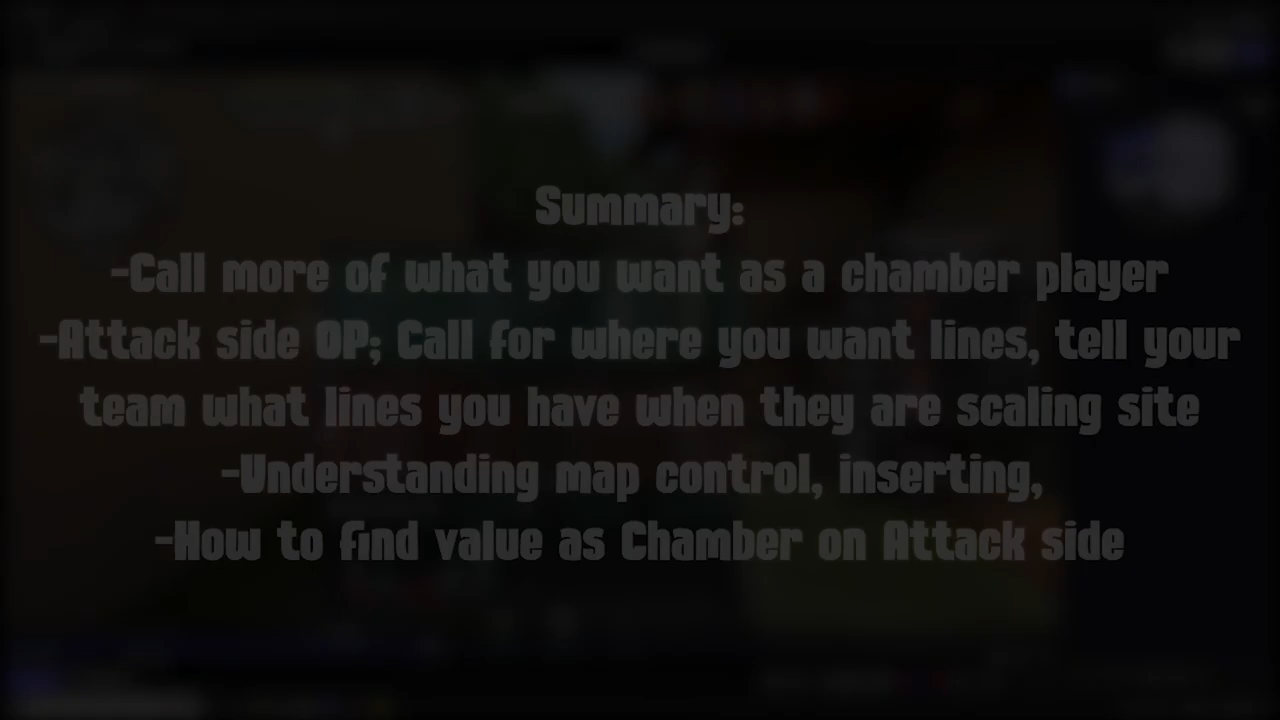 Summary:
-Call more of what you want as a chamber player
-Attack side OP; Call for where you want lines, tell your
team what lines you have when they are scaling site
-Understanding map control, inserting,
-How to find value as Chamber on Attack side